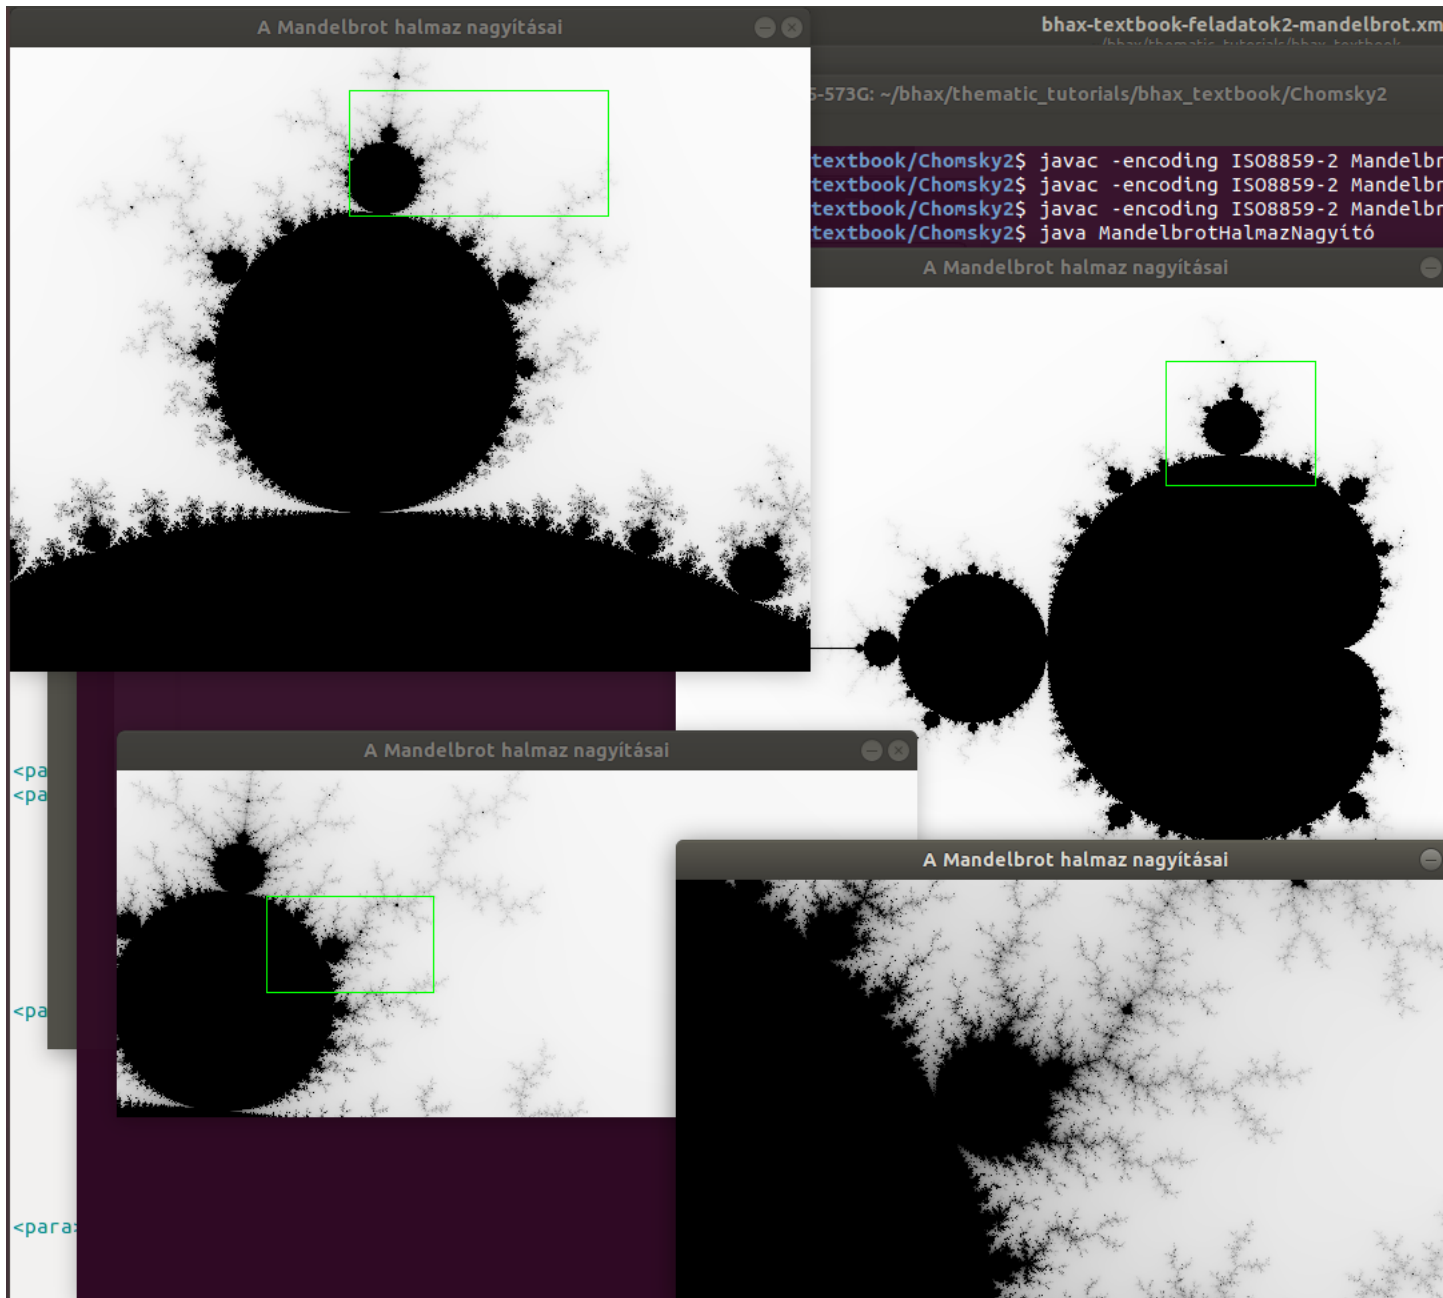 A Mandelbrot halmaz nagyításai
bhax-textbook-feladatok2-mandelbrot.xm
5-573G: ~/bhax/thematic_tutorials/bhax_textbook/Chomsky2
textbook/Chomsky2$ javac -encoding ISO8859-2 Mandelbr
textbook/Chomsky2$ javac -encoding ISO8859-2 Mandelbr
textbook/Chomsky2$ javac -encoding ISO8859-2 Mandelbr
textbook/Chomsky2$ java MandelbrotHalmazNagyító
A Mandelbrot halmaz nagyításai
A Mandelbrot halmaz nagyításai
<pa
<pa
A Mandelbrot halmaz nagyításai
<pa
<para